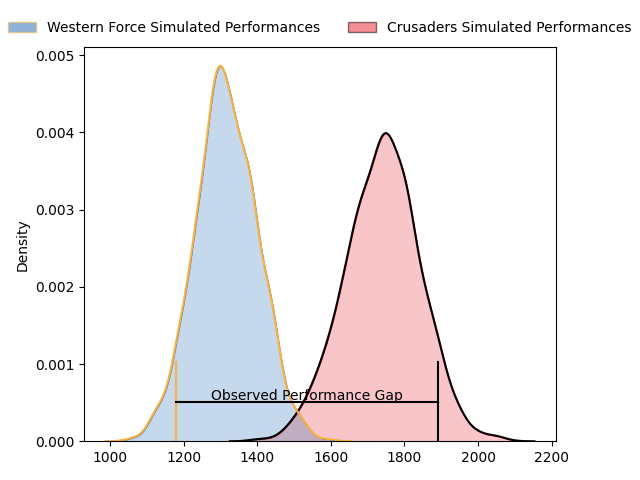 Western Force Simulated Performances
Crusaders Simulated Performances
Density
0.005
0.004
0.003
0.002
0.001
0.000
Observed Performance Gap
1000 1200 1400 1600 1800 2000 2200